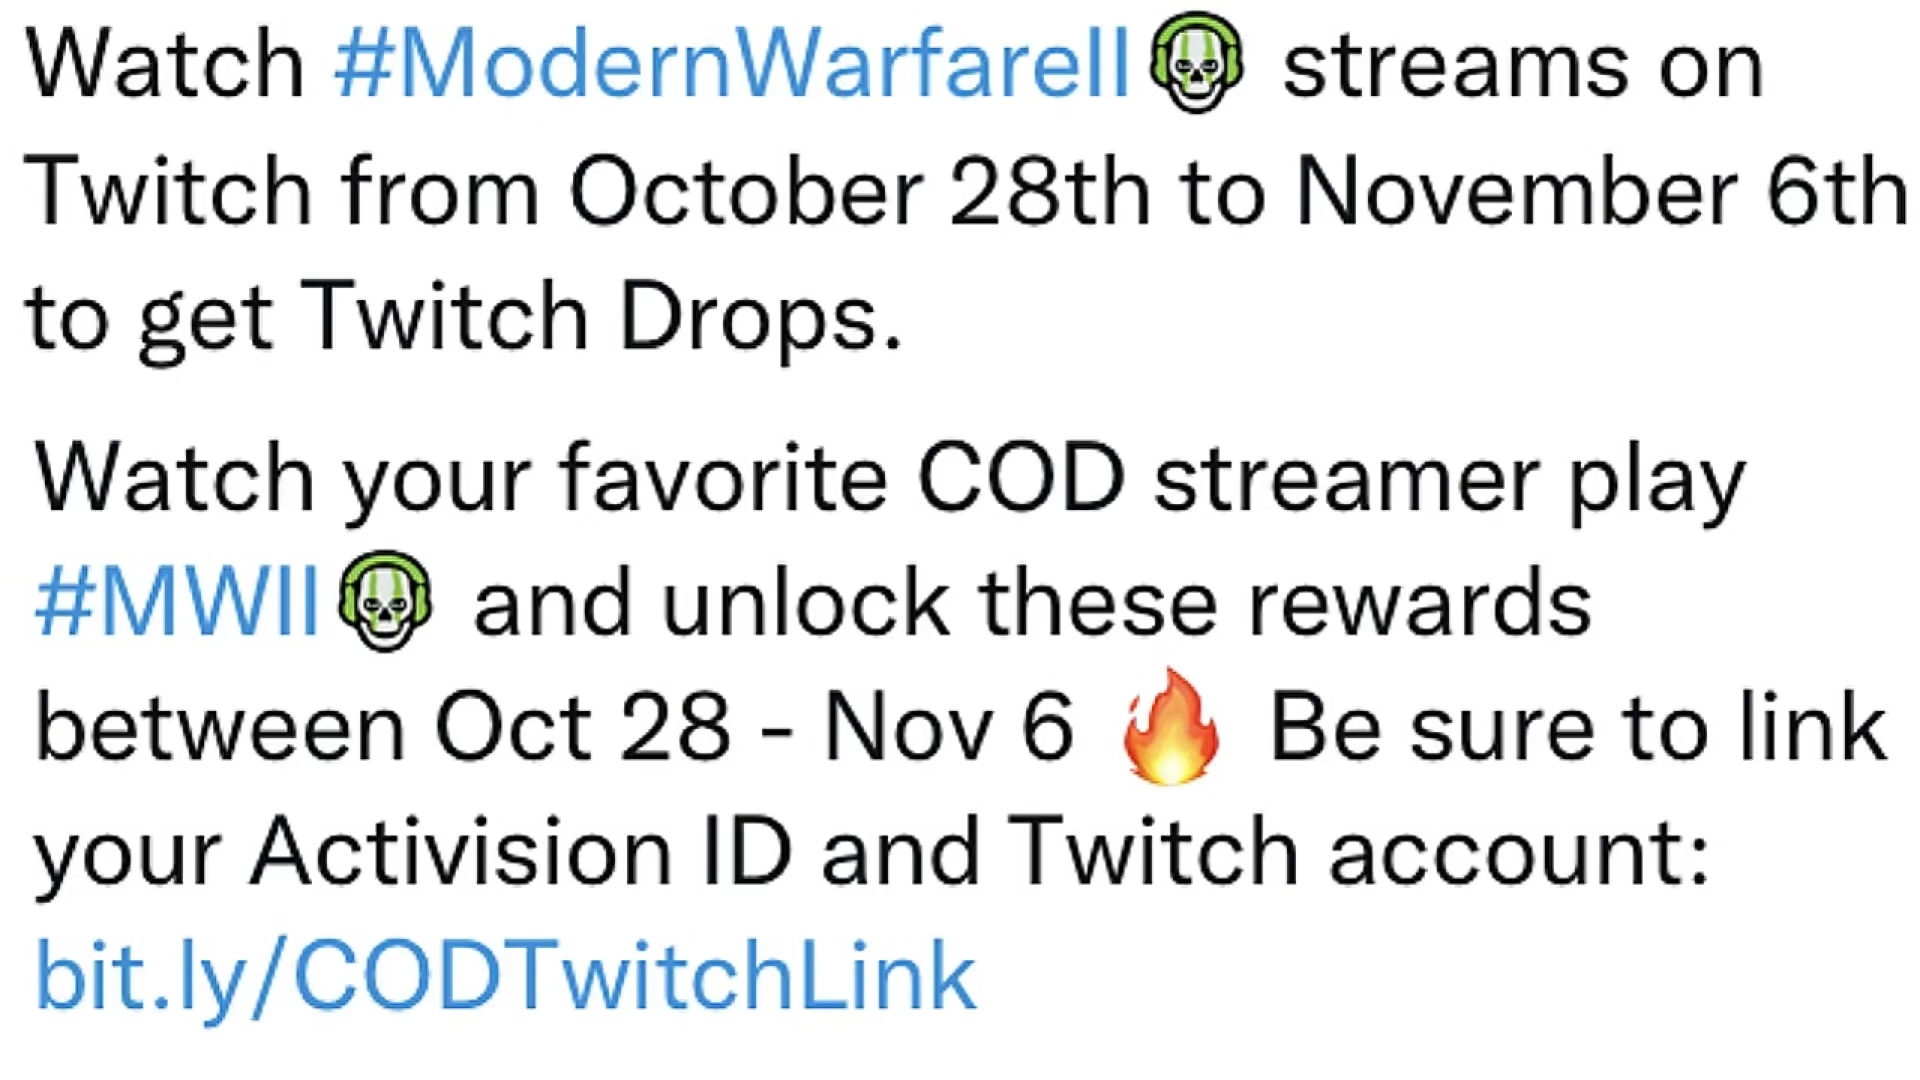 Watch #ModernWarfareII streams on
Twitch from October 28th to November 6th
to get Twitch Drops.
Watch your favorite COD streamer play
#MWII and unlock these rewards
between Oct 28 - Nov 6 🔥 Be sure to link
your Activision ID and Twitch account:
bit.ly/CODTwitchLink